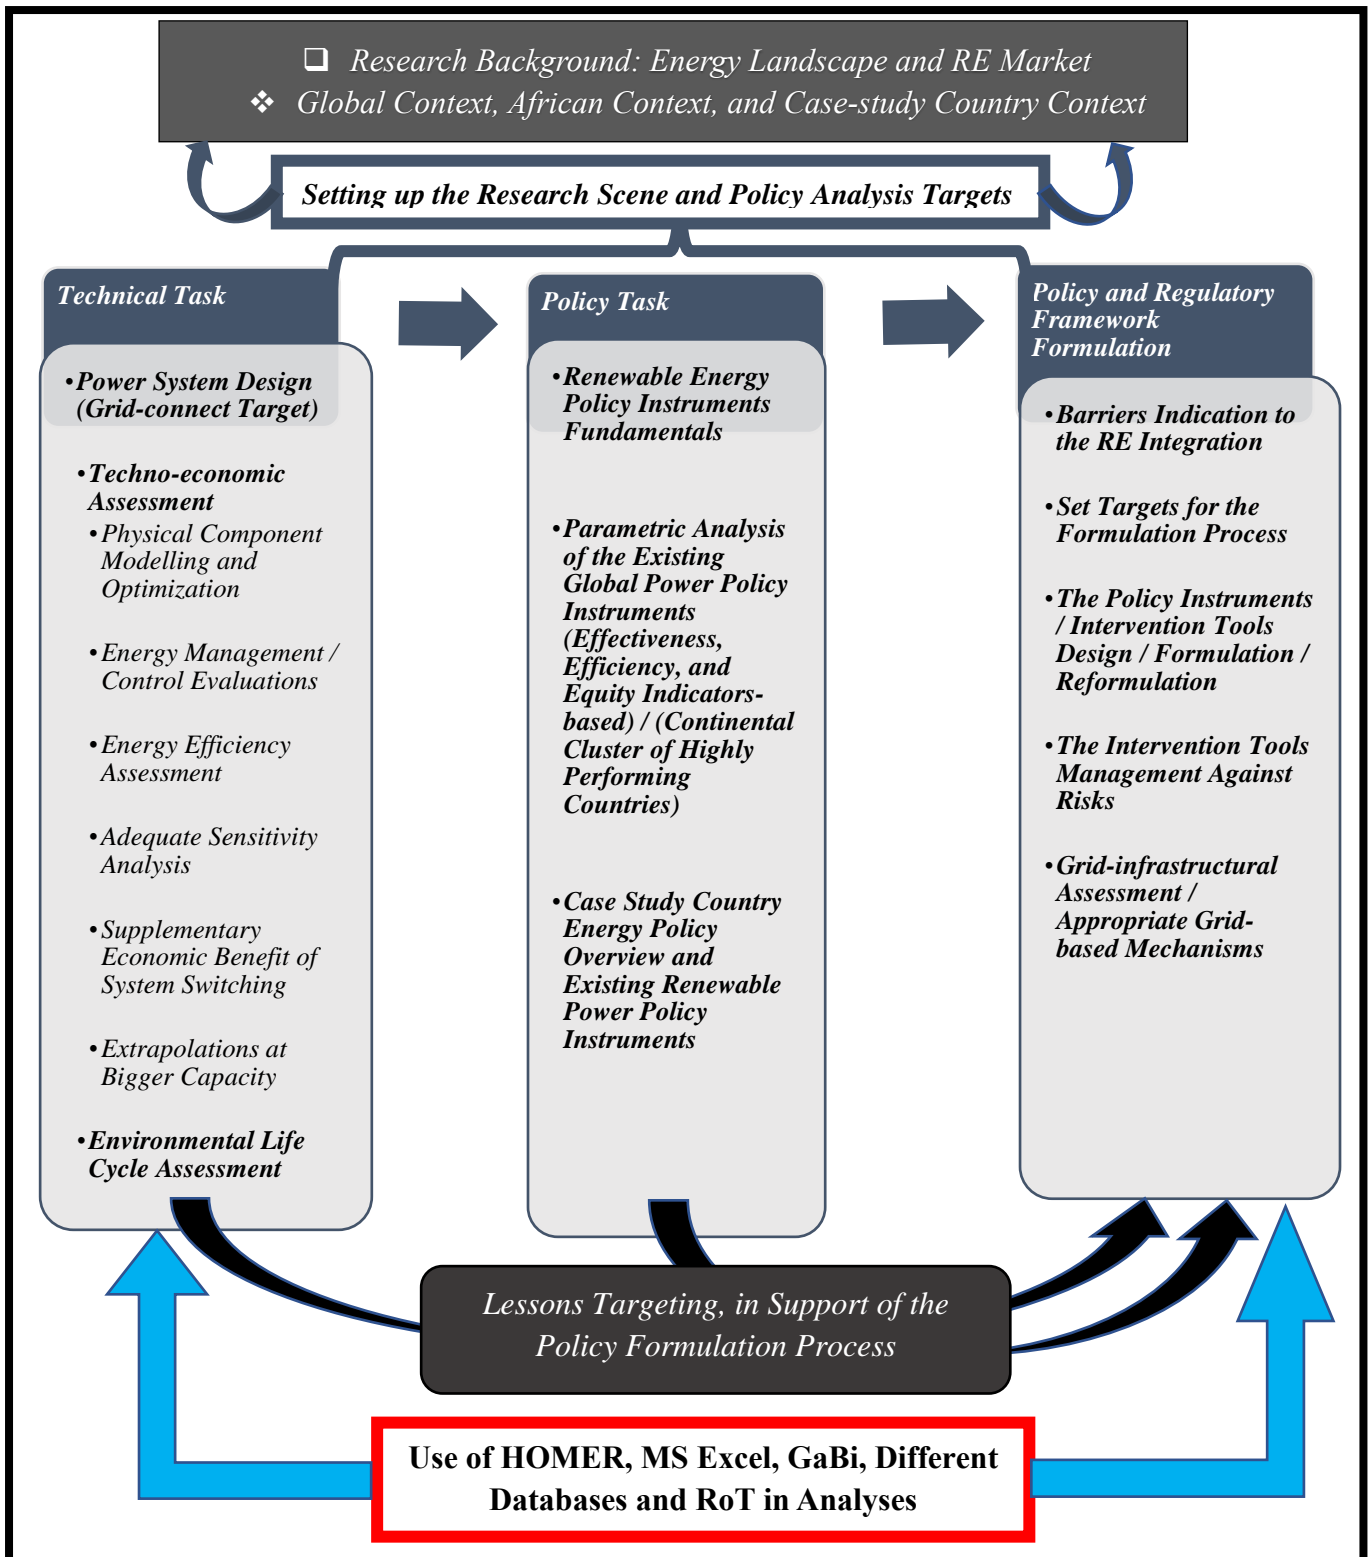 ❑ Research Background: Energy Landscape and RE Market
❖ Global Context, African Context, and Case-study Country Context
Setting up the Research Scene and Policy Analysis Targets
Technical Task
•Power System Design
(Grid-connect Target)
•Techno-economic
Assessment
•Physical Component
Modelling and
Optimization
•Energy Management /
Control Evaluations
•Energy Efficiency
Assessment
•Adequate Sensitivity
Analysis
•Supplementary
Economic Benefit of
System Switching
•Extrapolations at
Bigger Capacity
•Environmental Life
Cycle Assessment
Policy Task
•Renewable Energy
Policy Instruments
Fundamentals
•Parametric Analysis
of the Existing
Global Power Policy
Instruments
(Effectiveness,
Efficiency, and
Equity Indicators-
based) / (Continental
Cluster of Highly
Performing
Countries)
•Case Study Country
Energy Policy
Overview and
Existing Renewable
Power Policy
Instruments
Policy and Regulatory
Framework
Formulation
•Barriers Indication to
the RE Integration
•Set Targets for the
Formulation Process
•The Policy Instruments
/ Intervention Tools
Design / Formulation /
Reformulation
•The Intervention Tools
Management Against
Risks
•Grid-infrastructural
Assessment /
Appropriate Grid-
based Mechanisms
Lessons Targeting, in Support of the
Policy Formulation Process
Use of HOMER, MS Excel, GaBi, Different
Databases and RoT in Analyses